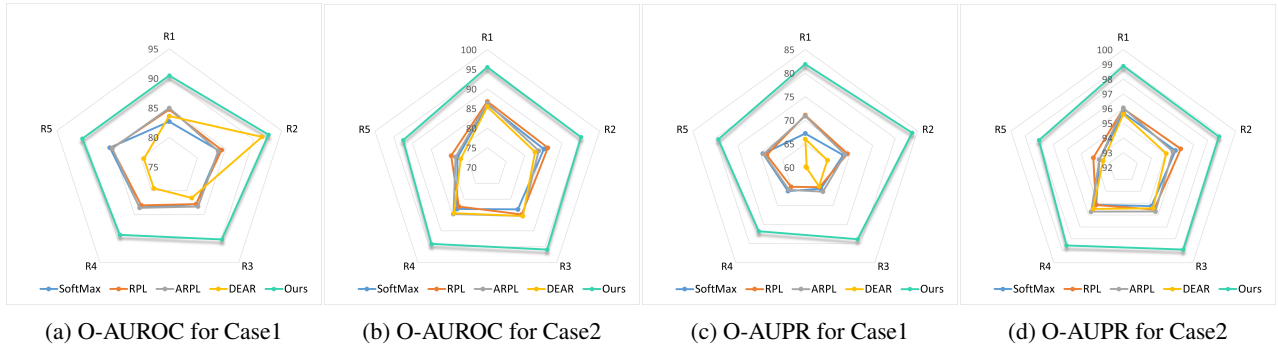 R1
95
90
85
80
75
R2
R3
R4
R5
SoftMax RPL ARPL DEAR Ours
(a) O-AUROC for Case1
R1
100
95
90
85
80
75
70
R2
R3
R4
R5
SoftMax RPL ARPL DEAR Ours
(b) O-AUROC for Case2
R1
85
80
75
70
65
60
R2
R3
R4
R5
SoftMax RPL ARPL DEAR Ours
(c) O-AUPR for Case1
R1
100
99
98
97
96
95
94
93
92
R2
R3
R4
R5
SoftMax RPL ARPL DEAR Ours
(d) O-AUPR for Case2